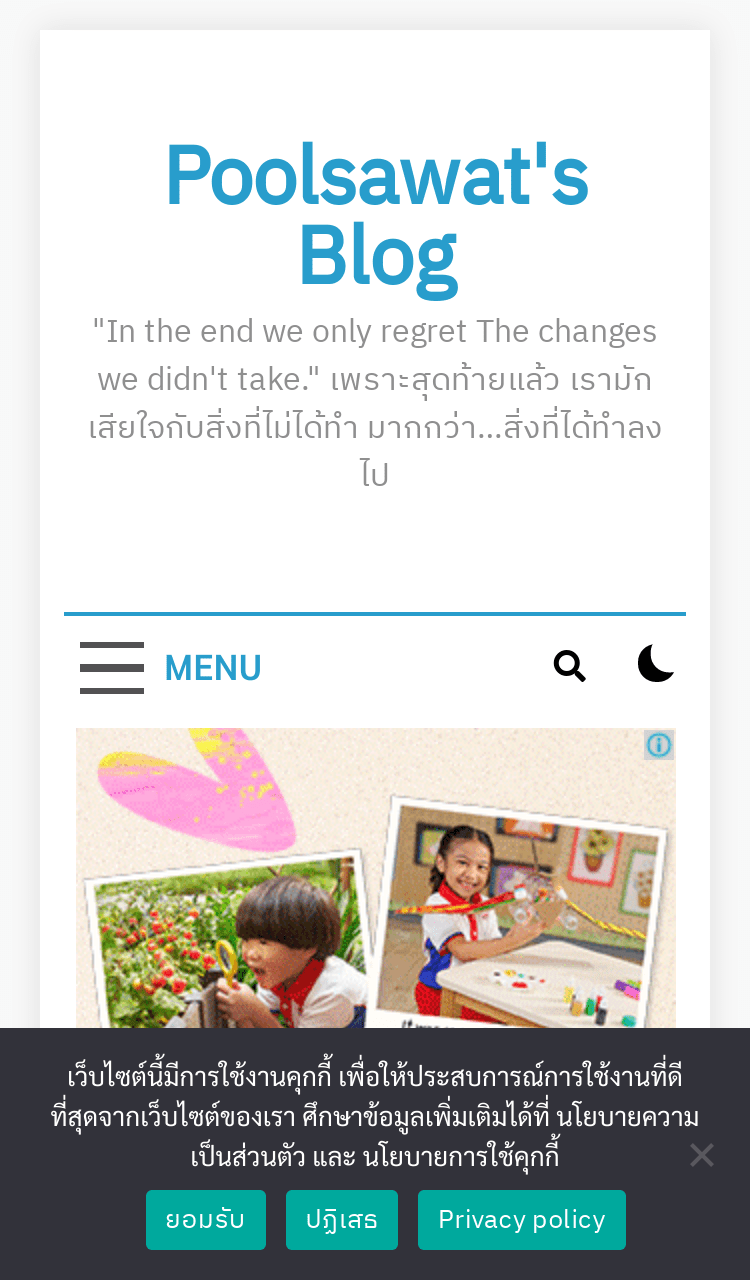 Poolsawat's
Blog
"In the end we only regret The changes
we didn't take." เพราะสุดท้ายแล้ว เรามัก
เสียใจกับสิ่งที่ไม่ได้ทำ มากกว่า...สิ่งที่ได้ทำลง
ไป
MENU
เว็บไซต์นี้มีการใช้งานคุกกี้ เพื่อให้ประสบการณ์การใช้งานที่ดี
ที่สุดจากเว็บไซต์ของเรา ศึกษาข้อมูลเพิ่มเติมได้ที่ นโยบายความ
เป็นส่วนตัว และ นโยบายการใช้คุกกี้
ยอมรับ
ปฏิเสธ
Privacy policy